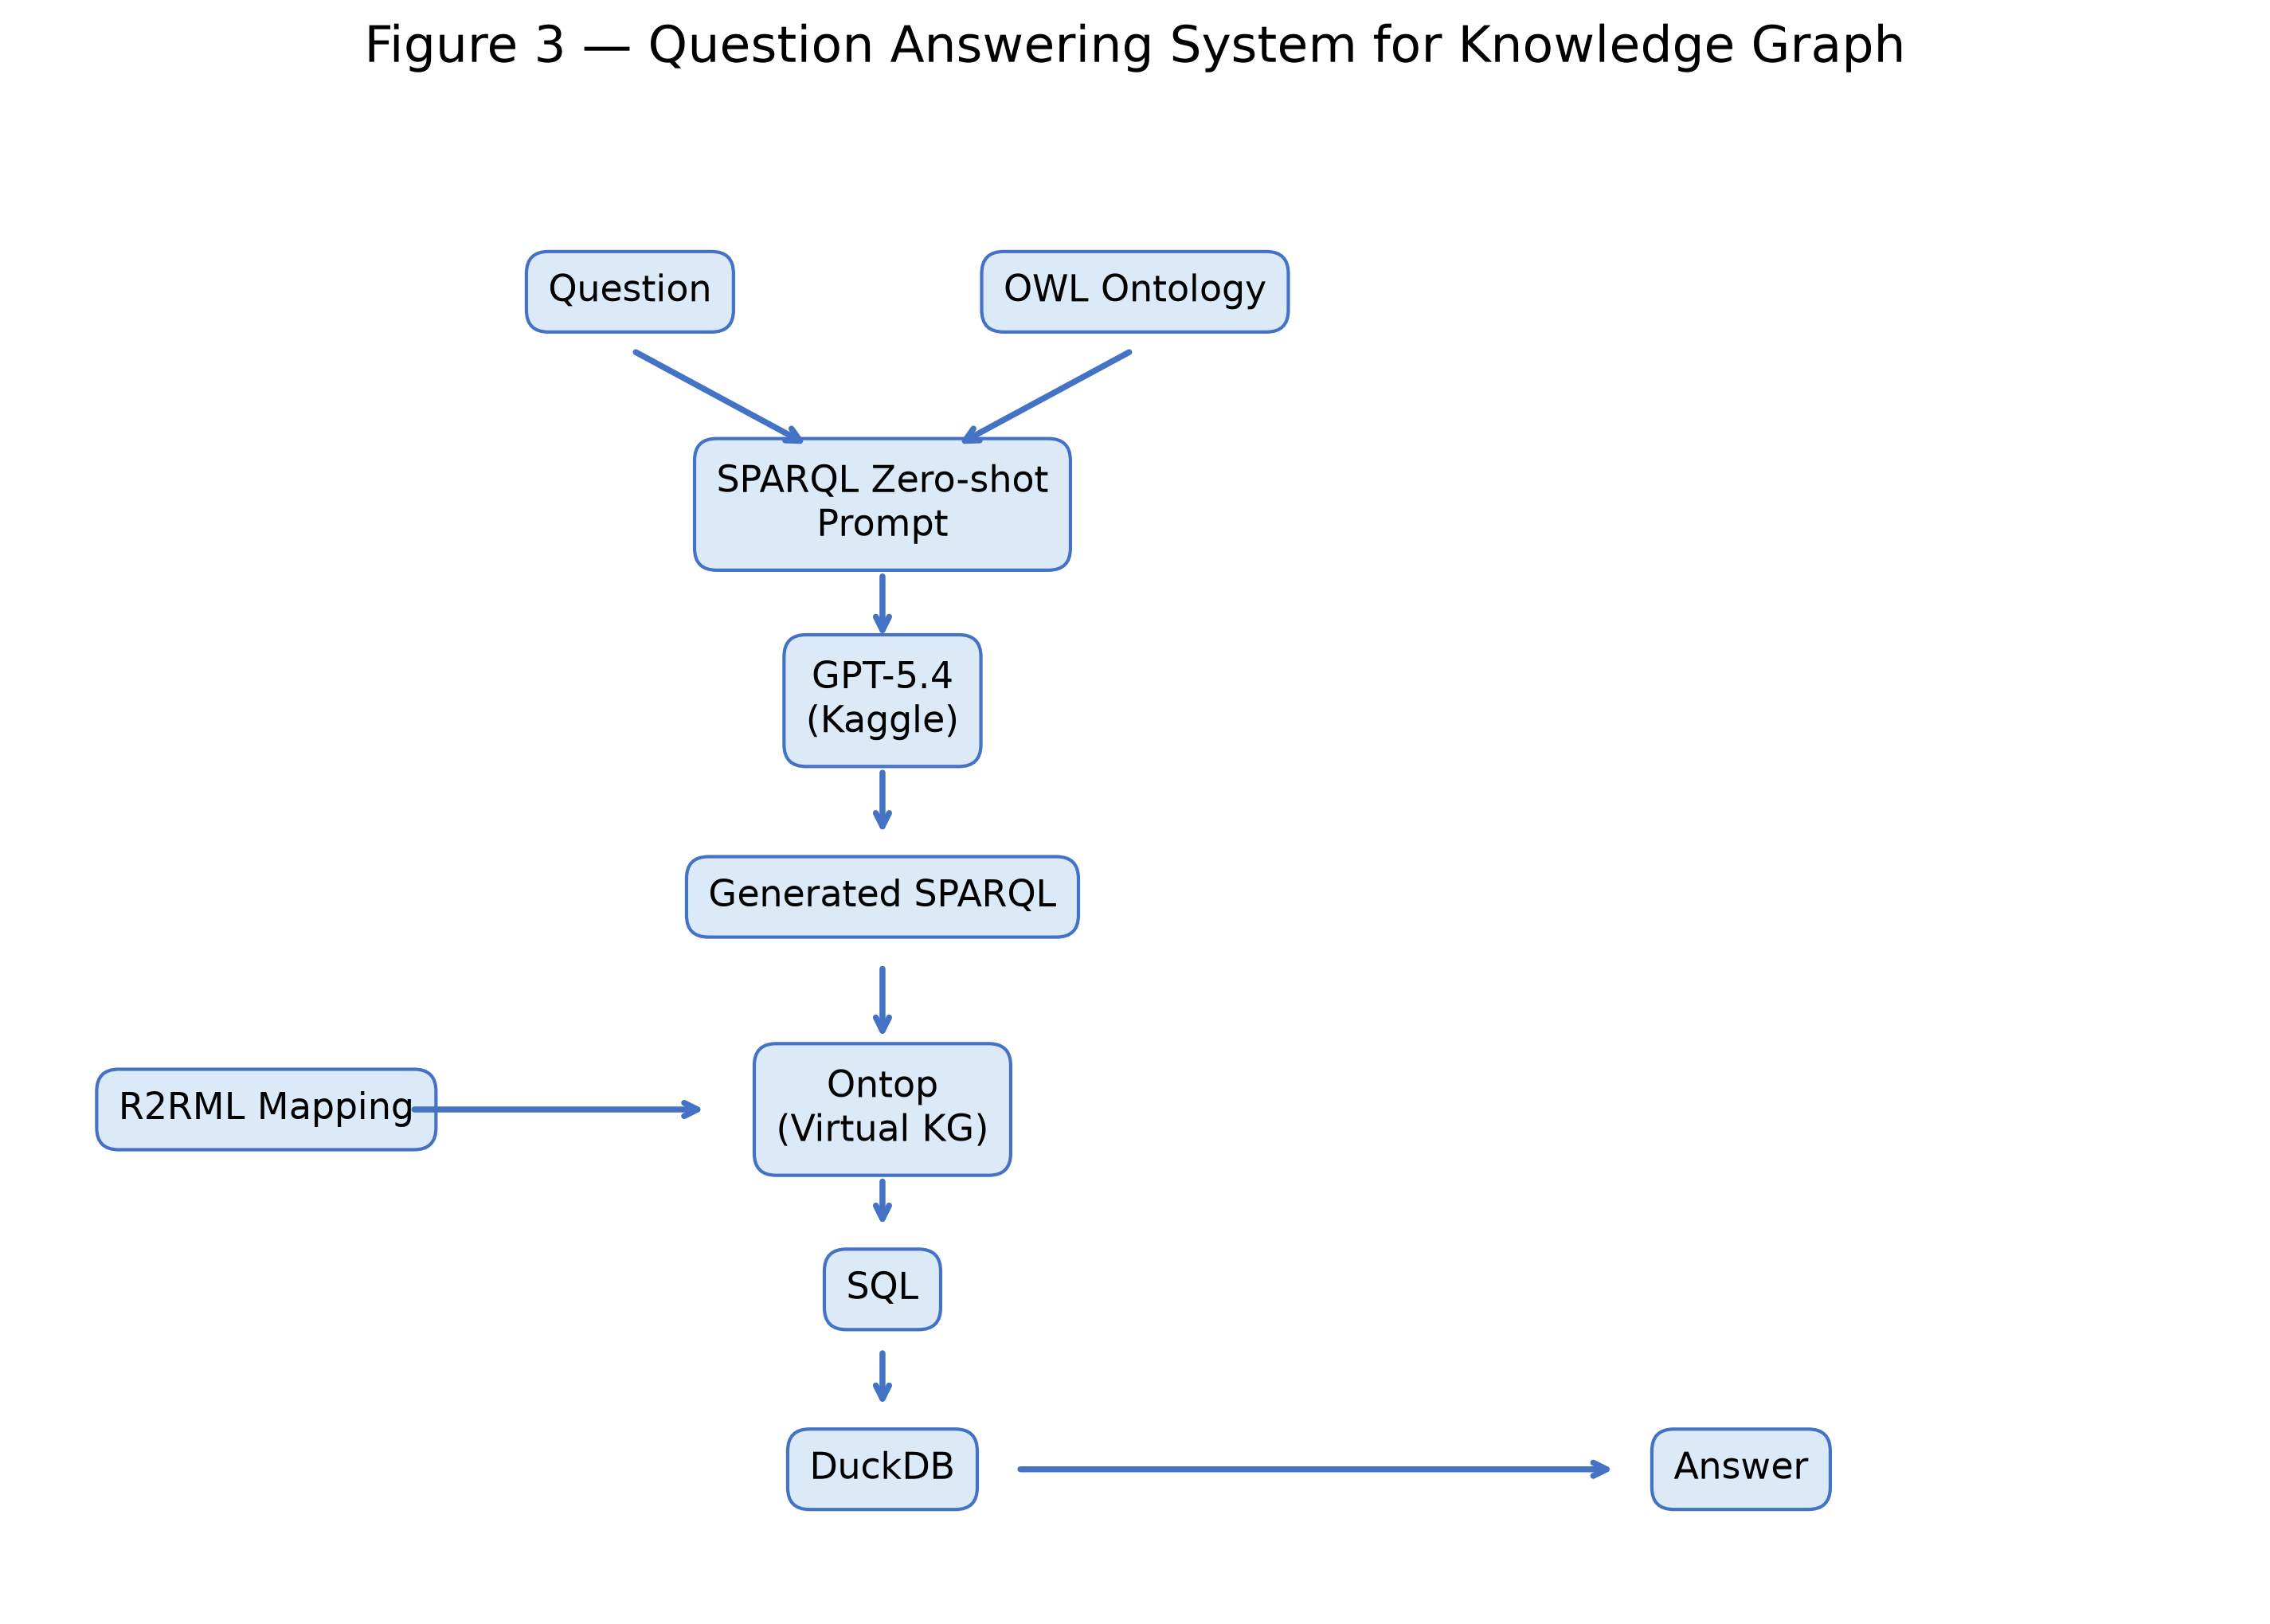 Figure 3 — Question Answering System for Knowledge Graph
Question
OWL Ontology
SPARQL Zero-shot
Prompt
GPT-5.4
(Kaggle)
Generated SPARQL
R2RML Mapping
Ontop
(Virtual KG)
SQL
DuckDB
Answer